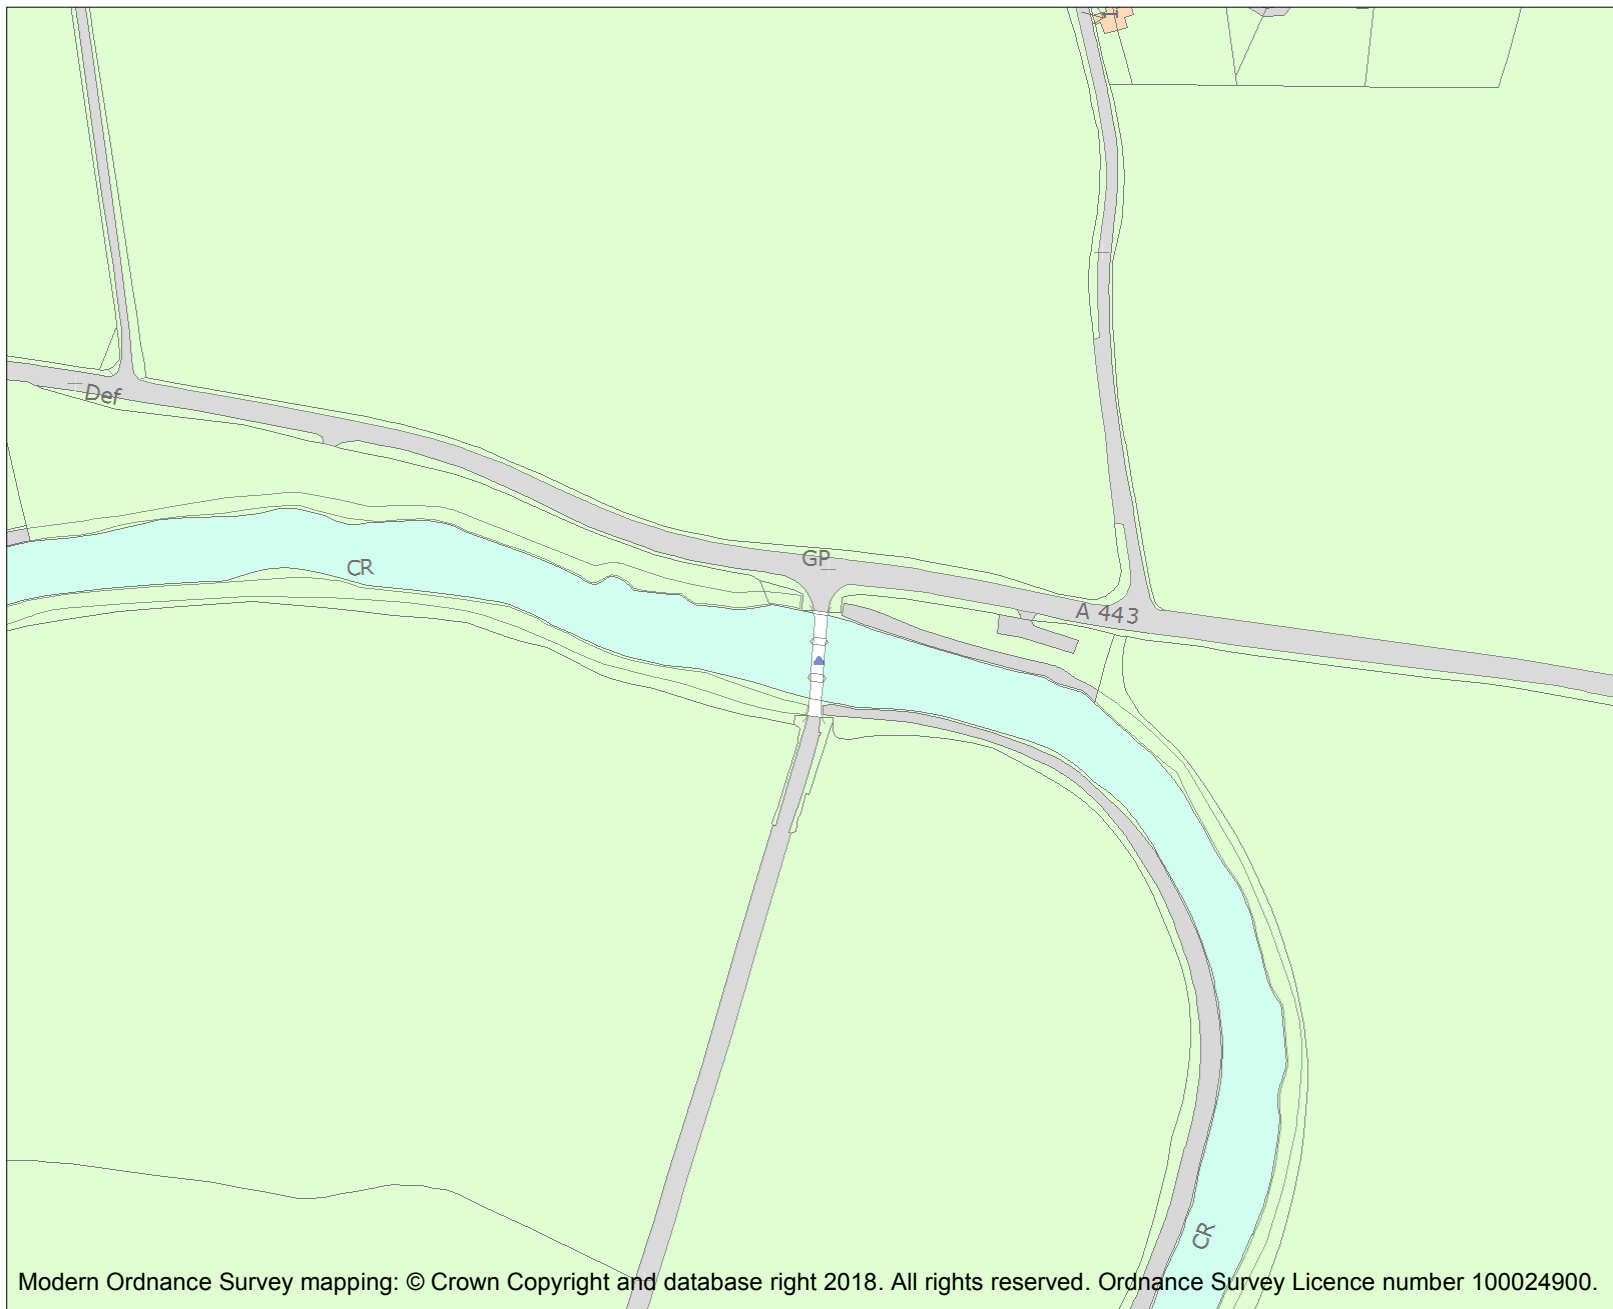 Def
CR
GP
A 443
CR
Modern Ordnance Survey mapping: © Crown Copyright and database right 2018. All rights reserved. Ordnance Survey Licence number 100024900.